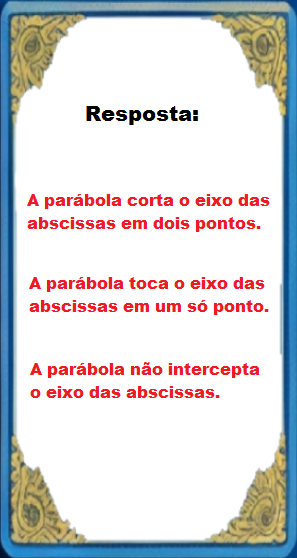 Resposta:
A parábola corta o eixo das
abscissas em dois pontos.
A parábola toca o eixo das
abscissas em um só ponto.
A parábola não intercepta
o eixo das abscissas.